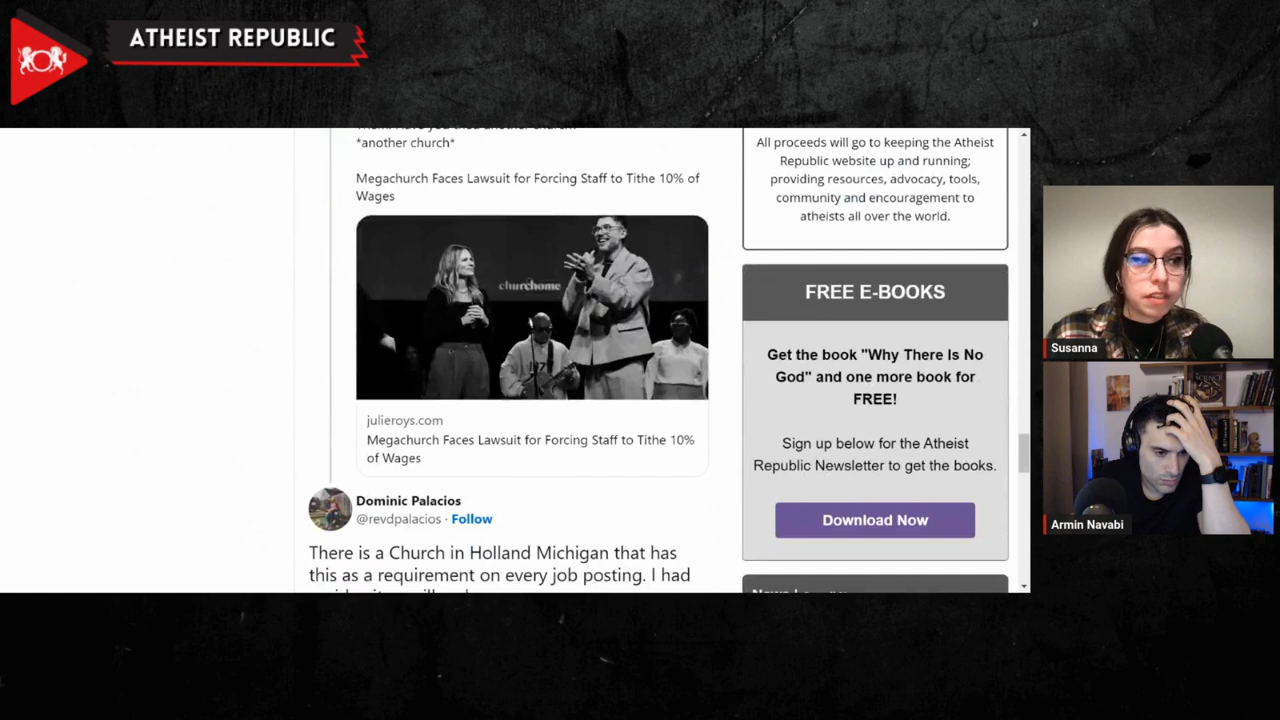 ATHEIST REPUBLIC
*another church*
Megachurch Faces Lawsuit for Forcing Staff to Tithe 10% of
Wages
churchome
julieroys.com
Megachurch Faces Lawsuit for Forcing Staff to Tithe 10%
of Wages
Dominic Palacios
@revdpalacios · Follow
There is a Church in Holland Michigan that has
this as a requirement on every job posting. I had
All proceeds will go to keeping the Atheist
Republic website up and running;
providing resources, advocacy, tools,
community and encouragement to
atheists all over the world.
FREE E-BOOKS
Get the book "Why There Is No
God" and one more book for
FREE!
Sign up below for the Atheist
Republic Newsletter to get the books.
Download Now
Susanna
Armin Navabi